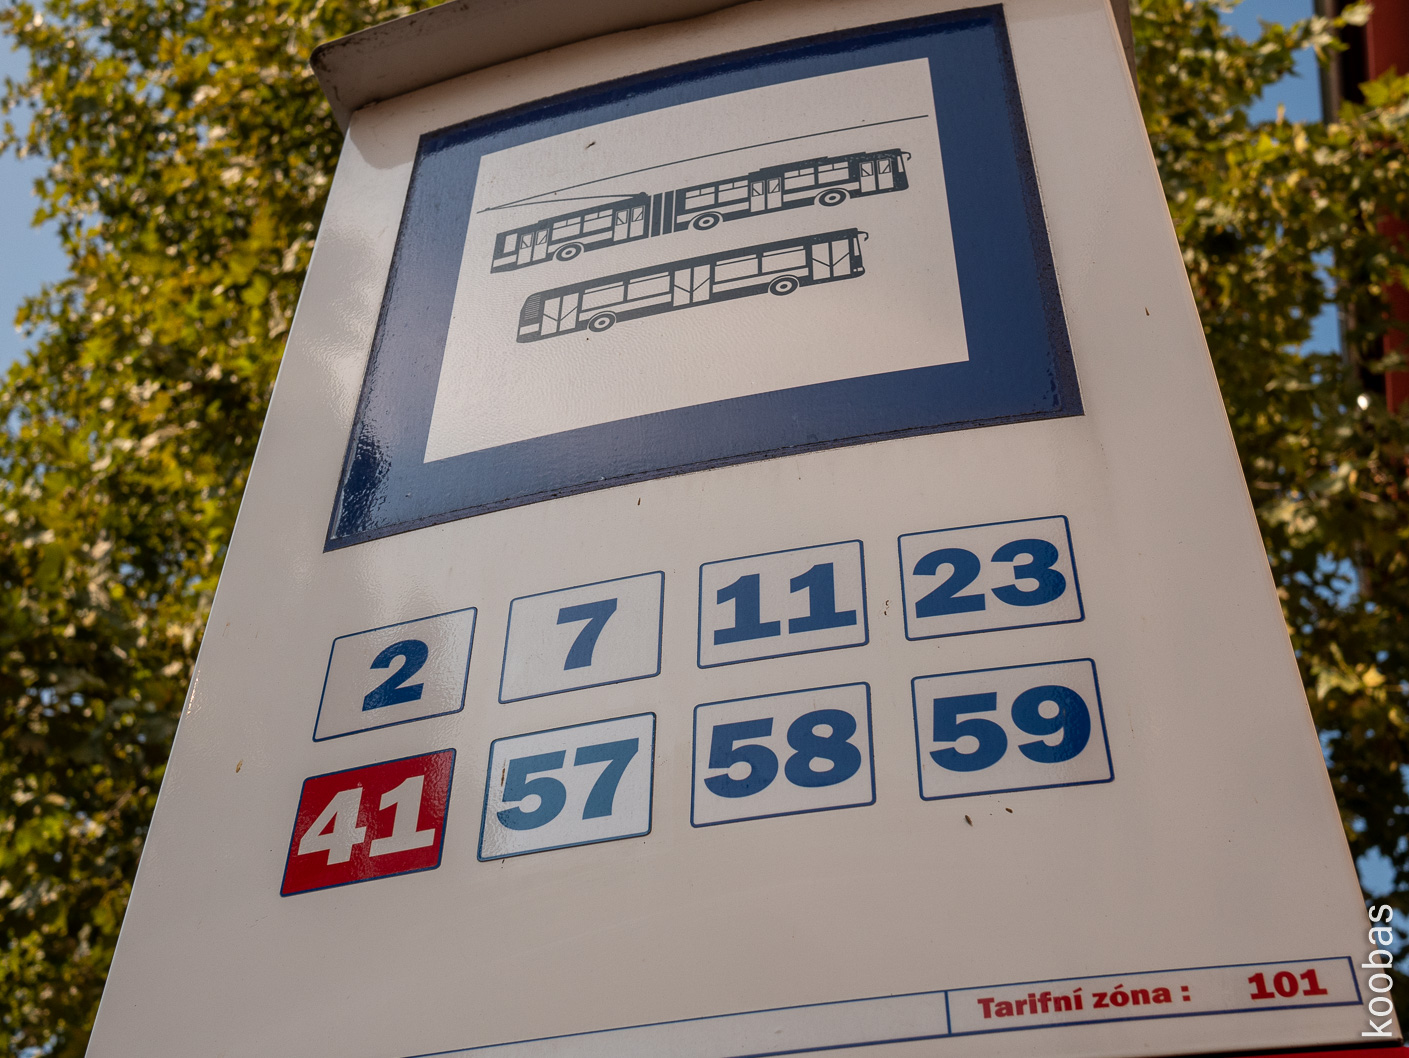 2 7 11 23
41 57 58 59
Tarifní zóna : 101
koobas